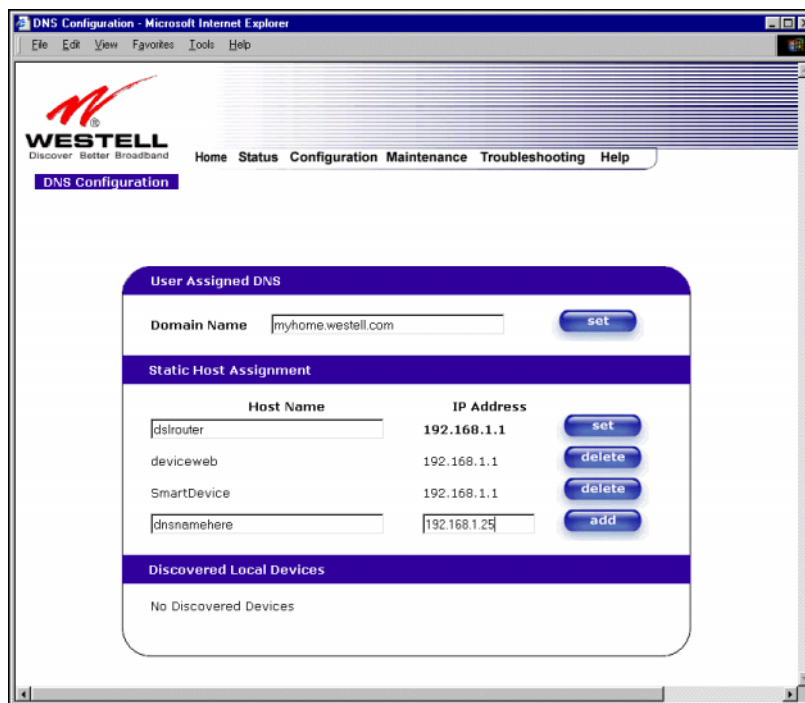 DNS Configuration - Microsoft Internet Explorer
File Edit View Favorites Tools Help
WESTELL
®
Discover Better Broadband
Home Status Configuration Maintenance Troubleshooting Help
DNS Configuration
User Assigned DNS
Domain Name myhome.westell.com set
Static Host Assignment
Host Name IP Address
dslrouter 192.168.1.1 set
deviceweb 192.168.1.1 delete
SmartDevice 192.168.1.1 delete
dnsnamehere 192.168.1.25 add
Discovered Local Devices
No Discovered Devices